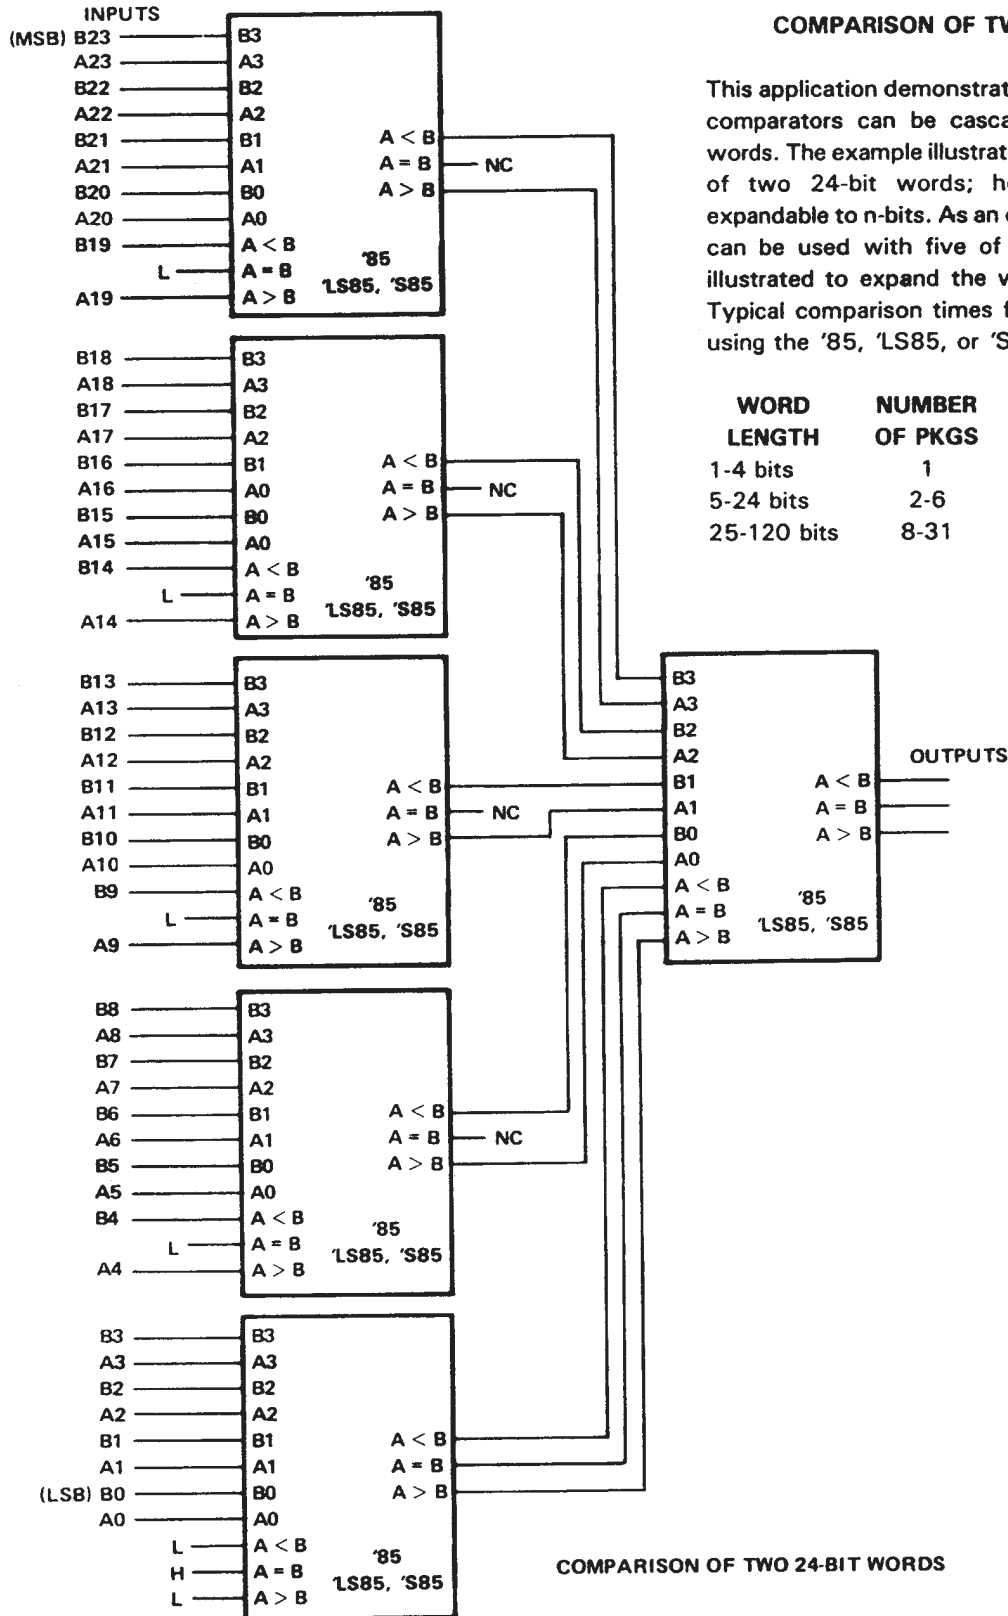 INPUTS
(MSB) B23
A23
B22
A22
B21
A21
B20
A20
B19
L
A19
B3
A3
B2
A2
B1
A1
B0
A0
A < B
A = B
A > B
A < B
A = B
A > B
NC
'85
'LS85, 'S85
B18
A18
B17
A17
B16
A16
B15
A15
B14
L
A14
B3
A3
B2
A2
B1
A0
B0
A0
A < B
A = B
A > B
A < B
A = B
A > B
NC
'85
'LS85, 'S85
B13
A13
B12
A12
B11
A11
B10
A10
B9
L
A9
B3
A3
B2
A2
B1
A1
B0
A0
A < B
A = B
A > B
A < B
A = B
A > B
NC
'85
'LS85, 'S85
B8
A8
B7
A7
B6
A6
B5
A5
B4
L
A4
B3
A3
B2
A2
B1
A1
B0
A0
A < B
A = B
A > B
A < B
A = B
A > B
NC
'85
'LS85, 'S85
B3
A3
B2
A2
B1
A1
(LSB) B0
A0
L
H
L
B3
A3
B2
A2
B1
A1
B0
A0
A < B
A = B
A > B
A < B
A = B
A > B
'85
'LS85, 'S85
COMPARISON OF
This application demonstrat
comparators can be casca
words. The example illustrat
of two 24-bit words; h
expandable to n-bits. As an
can be used with five of
illustrated to expand the
Typical comparison times
using the '85, 'LS85, or 'S
WORD NUMBER
LENGTH OF PKGS
1-4 bits 1
5-24 bits 2-6
25-120 bits 8-31
B3
A3
B2
A2
B1
A1
B0
A0
A < B
A = B
A > B
OUTPUTS
A < B
A = B
A > B
'85
'LS85, 'S85
COMPARISON OF TWO 24-BIT WORDS